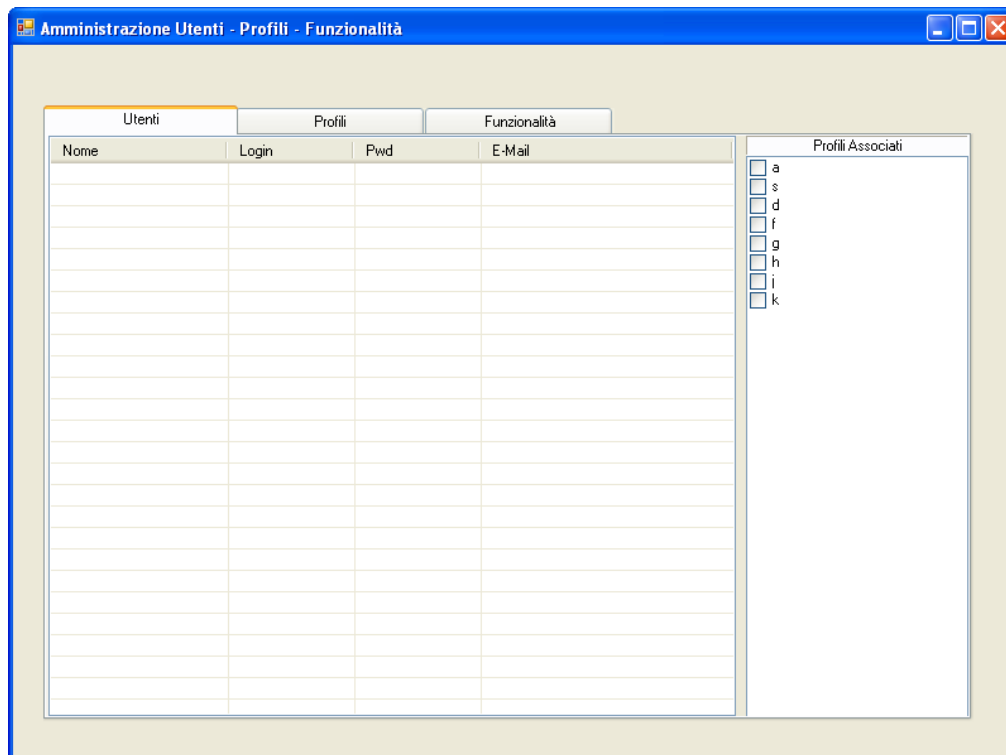 Amministrazione Utenti - Profili - Funzionalità
Utenti Profili Funzionalità
Nome Login Pwd E-Mail
Profili Associati
a
s
d
f
g
h
j
k